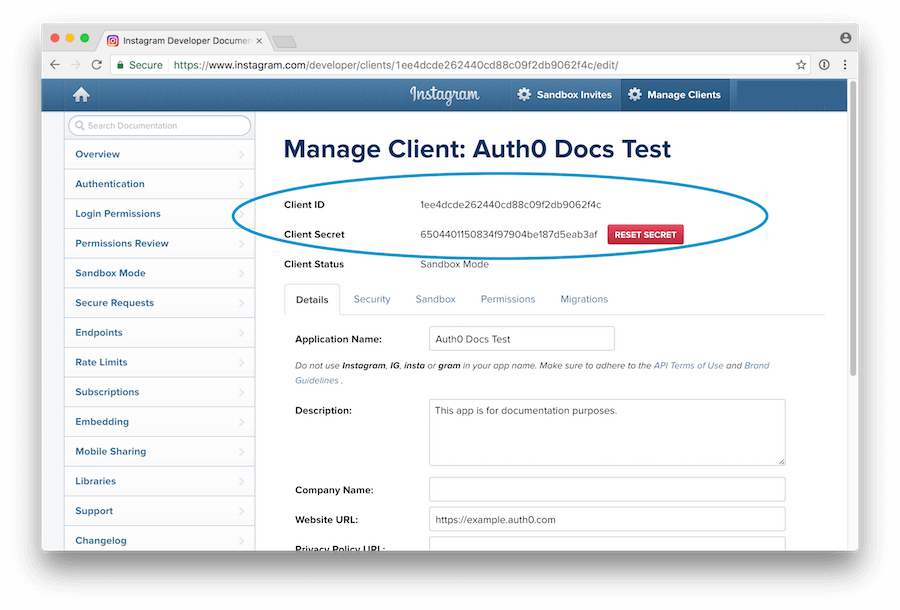 Instagram Developer Documen
Secure https://www.instagram.com/developer/clients/1ee4dcde262440cd88c09f2db9062f4c/edit/
Instagram
Sandbox Invites
Manage Clients
Search Documentation
Overview
Authentication
Login Permissions
Permissions Review
Sandbox Mode
Secure Requests
Endpoints
Rate Limits
Subscriptions
Embedding
Mobile Sharing
Libraries
Support
Changelog
Manage Client: Auth0 Docs Test
Client ID 1ee4dcde262440cd88c09f2db9062f4c
Client Secret 6504401150834f97904be187d5eab3af RESET SECRET
Client Status Sandbox Mode
Details Security Sandbox Permissions Migrations
Application Name: Auth0 Docs Test
Do not use Instagram, IG, insta or gram in your app name. Make sure to adhere to the API Terms of Use and Brand
Guidelines .
Description: This app is for documentation purposes.
Company Name:
Website URL: https://example.auth0.com
Privacy Policy URL: